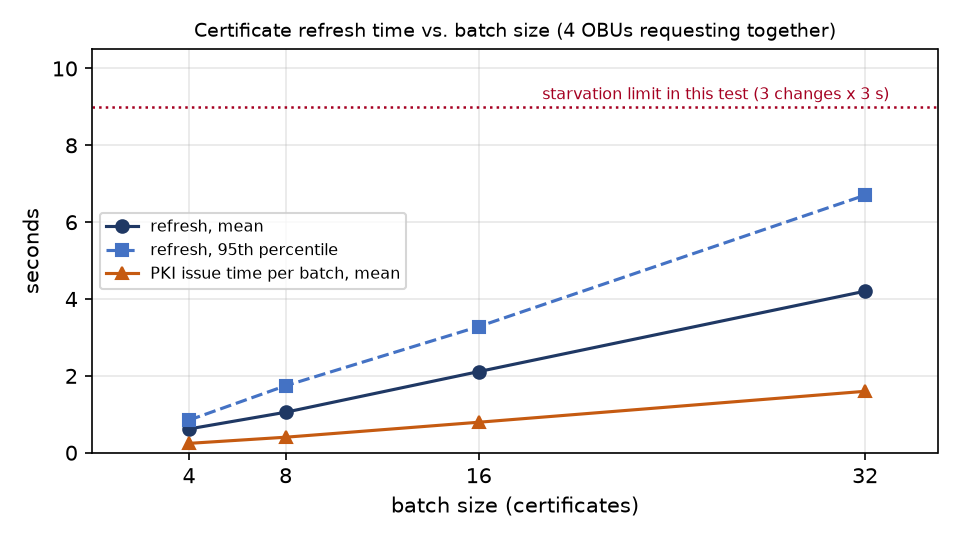 Certificate refresh time vs. batch size (4 OBUs requesting together)
10
starvation limit in this test (3 changes x 3 s)
8
6
refresh, mean
refresh, 95th percentile
PKI issue time per batch, mean
seconds
4
2
0
4 8 16 32
batch size (certificates)